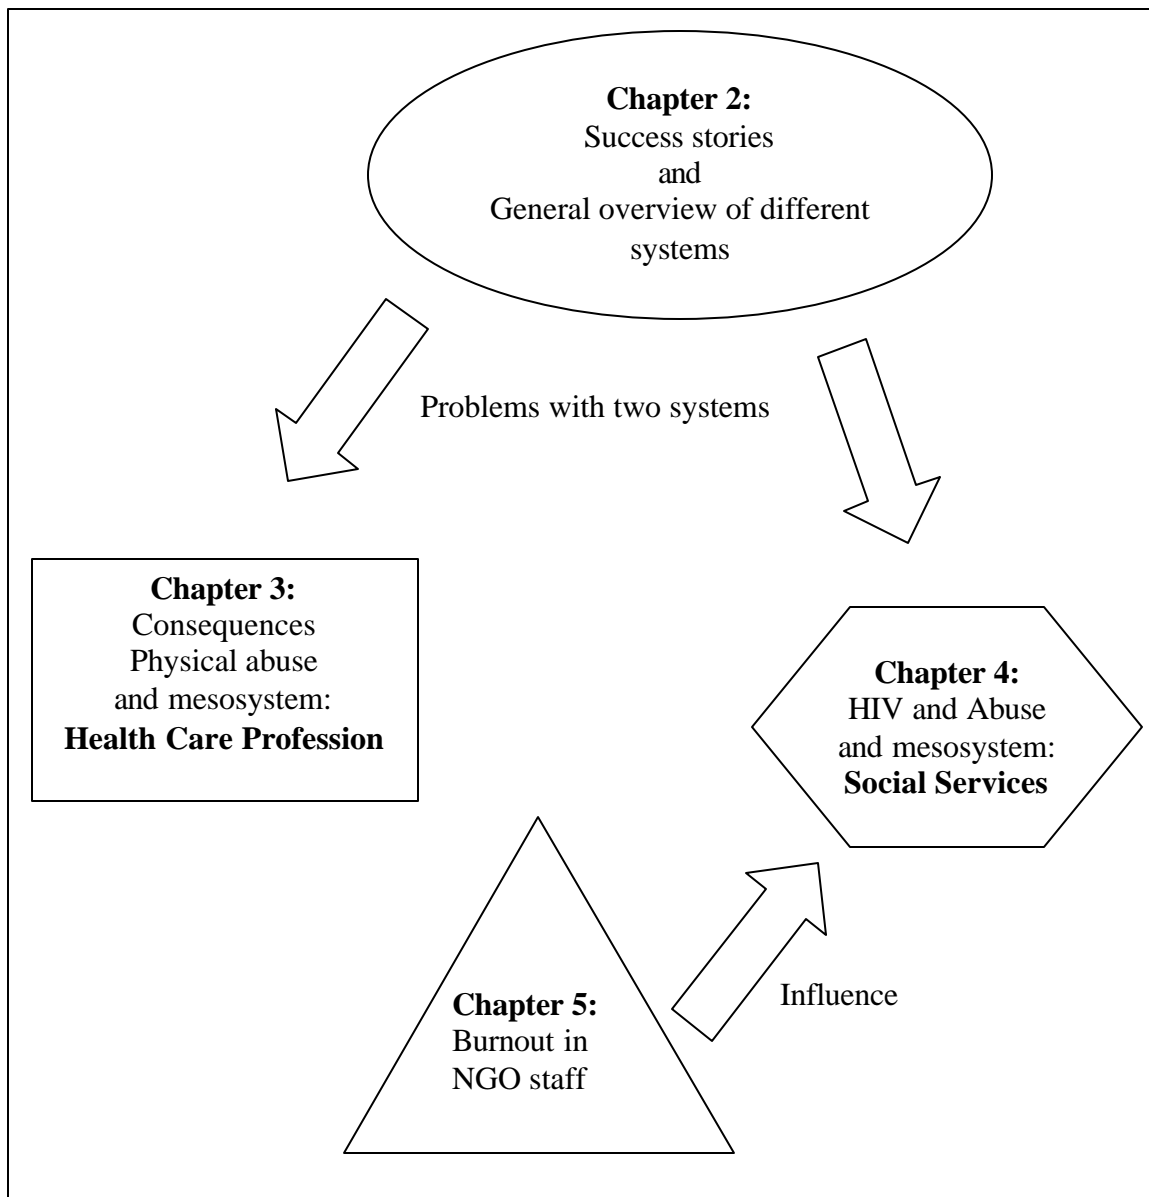 Chapter 2:
Success stories
and
General overview of different
systems
Problems with two systems
Chapter 3:
Consequences
Physical abuse
and mesosystem:
Health Care Profession
Chapter 4:
HIV and Abuse
and mesosystem:
Social Services
Chapter 5:
Burnout in
NGO staff
Influence